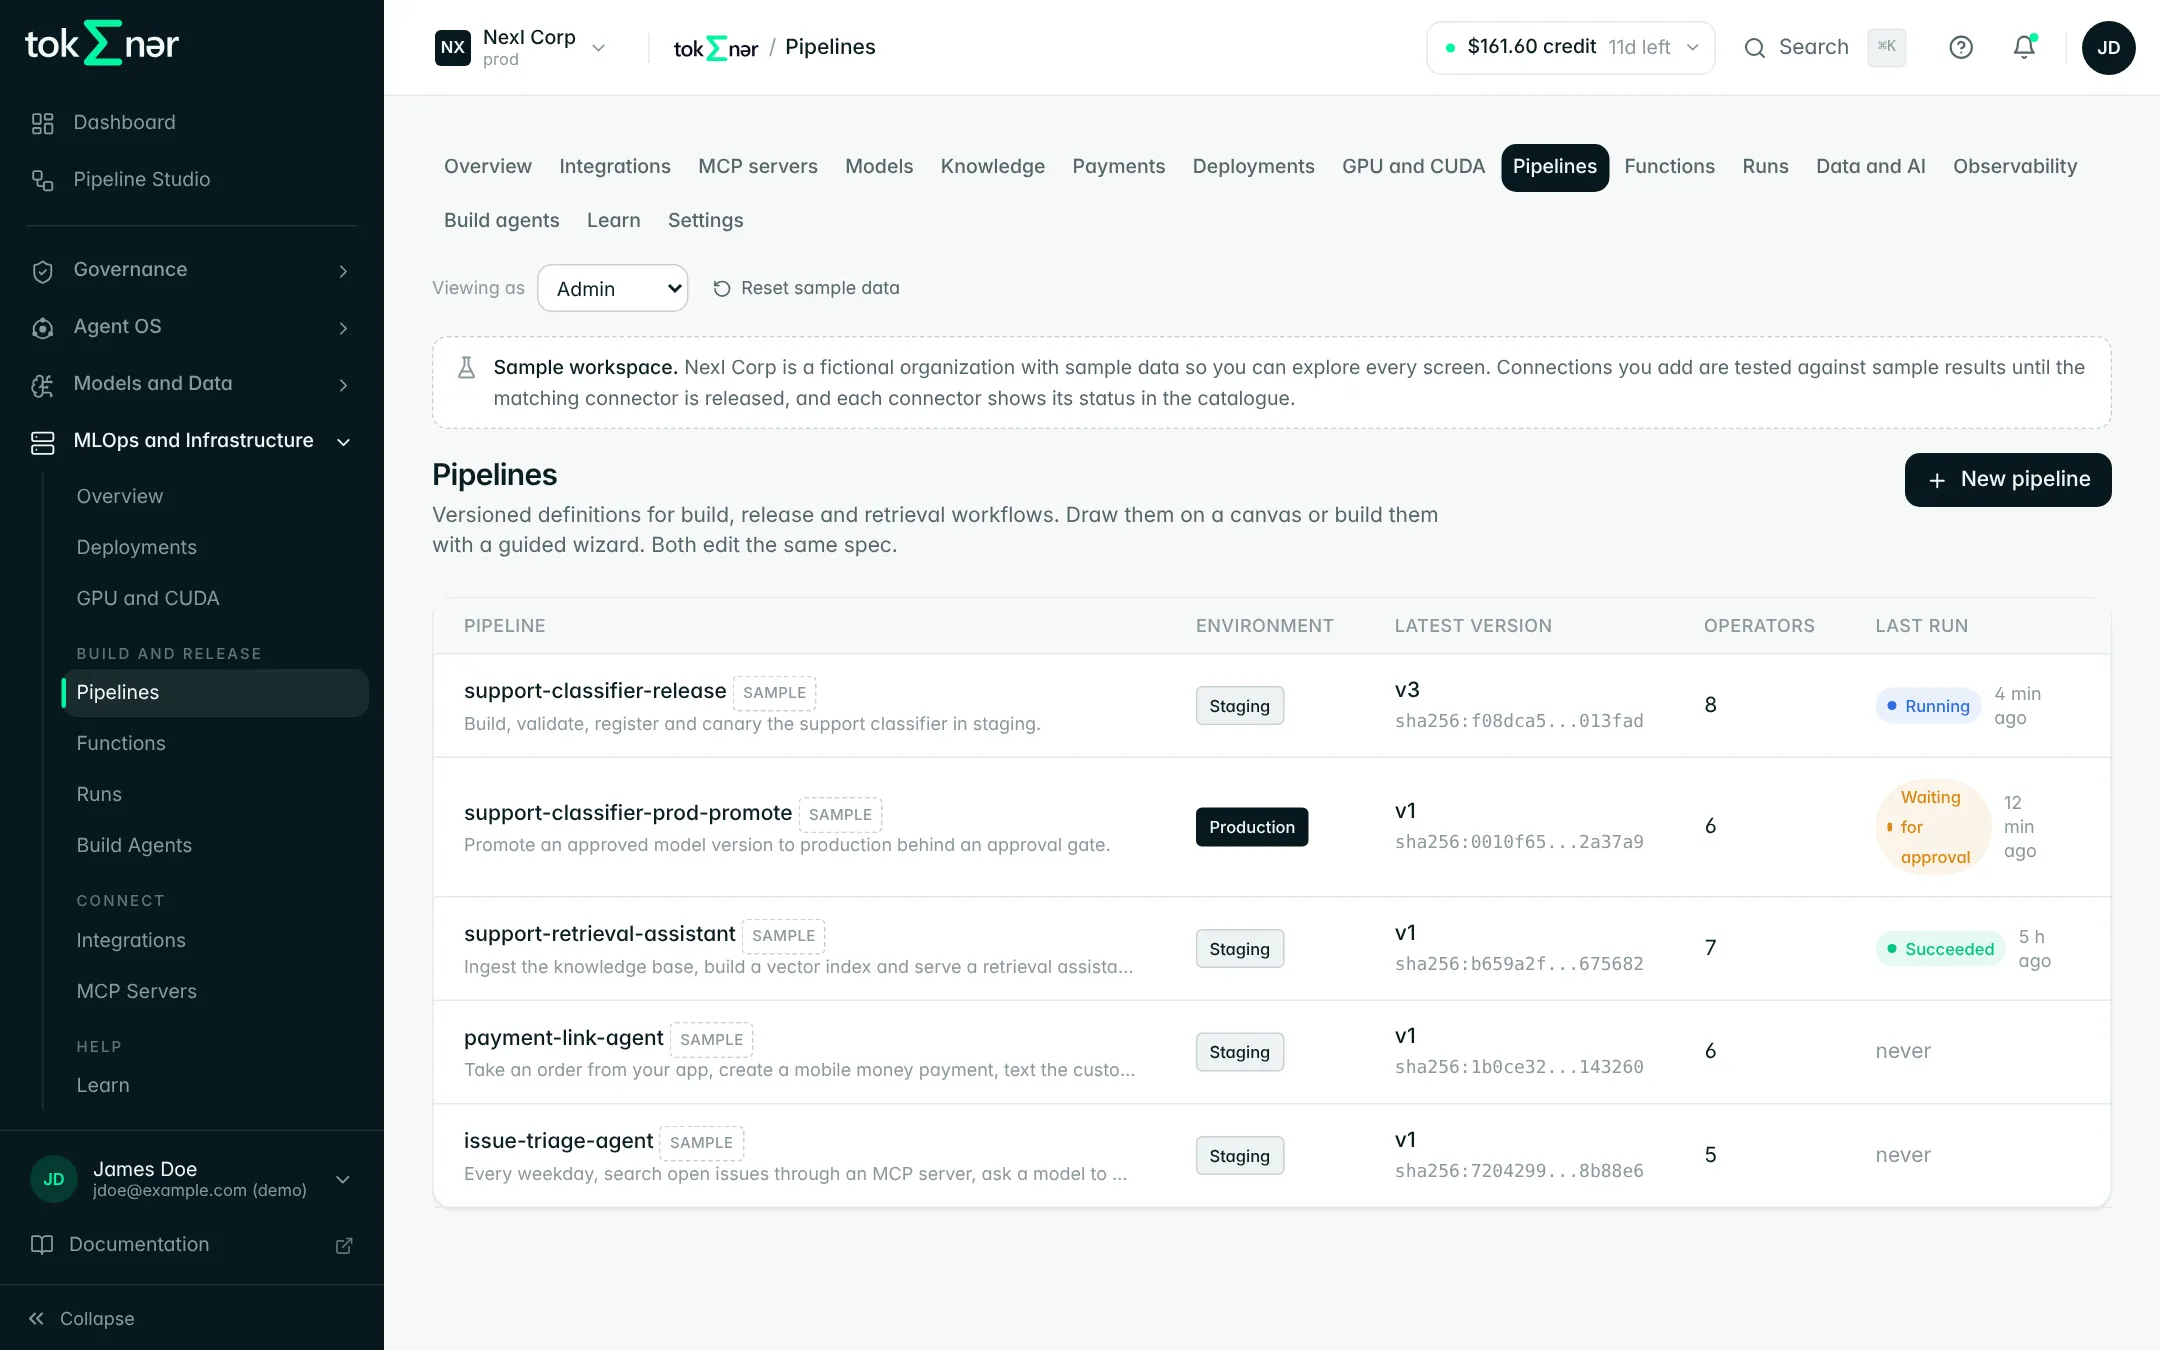 tokΣnər
Dashboard
Pipeline Studio
Governance
Agent OS
Models and Data
MLOps and Infrastructure
Overview
Deployments
GPU and CUDA
BUILD AND RELEASE
Pipelines
Functions
Runs
Build Agents
CONNECT
Integrations
MCP Servers
HELP
Learn
JD
James Doe
jdoe@example.com (demo)
Documentation
Collapse
NX
Nexl Corp
prod
tokΣnər / Pipelines
$161.60 credit 11d left
Search ⌘K
JD
Overview Integrations MCP servers Models Knowledge Payments Deployments GPU and CUDA Pipelines Functions Runs Data and AI Observability
Build agents Learn Settings
Viewing as Admin Reset sample data
Sample workspace. Nexl Corp is a fictional organization with sample data so you can explore every screen. Connections you add are tested against sample results until the
matching connector is released, and each connector shows its status in the catalogue.
Pipelines
New pipeline
Versioned definitions for build, release and retrieval workflows. Draw them on a canvas or build them
with a guided wizard. Both edit the same spec.
PIPELINE ENVIRONMENT LATEST VERSION OPERATORS LAST RUN
support-classifier-release SAMPLE
Build, validate, register and canary the support classifier in staging.
Staging
v3
sha256:f08dca5...013fad
8
Running
4 min
ago
support-classifier-prod-promote SAMPLE
Promote an approved model version to production behind an approval gate.
Production
v1
sha256:0010f65...2a37a9
6
Waiting
for
approval
12
min
ago
support-retrieval-assistant SAMPLE
Ingest the knowledge base, build a vector index and serve a retrieval assista...
Staging
v1
sha256:b659a2f...675682
7
Succeeded
5 h
ago
payment-link-agent SAMPLE
Take an order from your app, create a mobile money payment, text the custo...
Staging
v1
sha256:1b0ce32...143260
6
never
issue-triage-agent SAMPLE
Every weekday, search open issues through an MCP server, ask a model to ...
Staging
v1
sha256:7204299...8b88e6
5
never